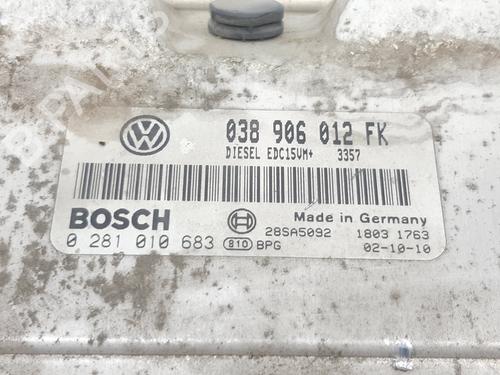 VW
038 906 012 FK
DIESEL EDC15VM+ 3357
BOSCH
Made in Germany
28SA5092 1803 1763
0 281 010 683 810 BPG 02-10-10